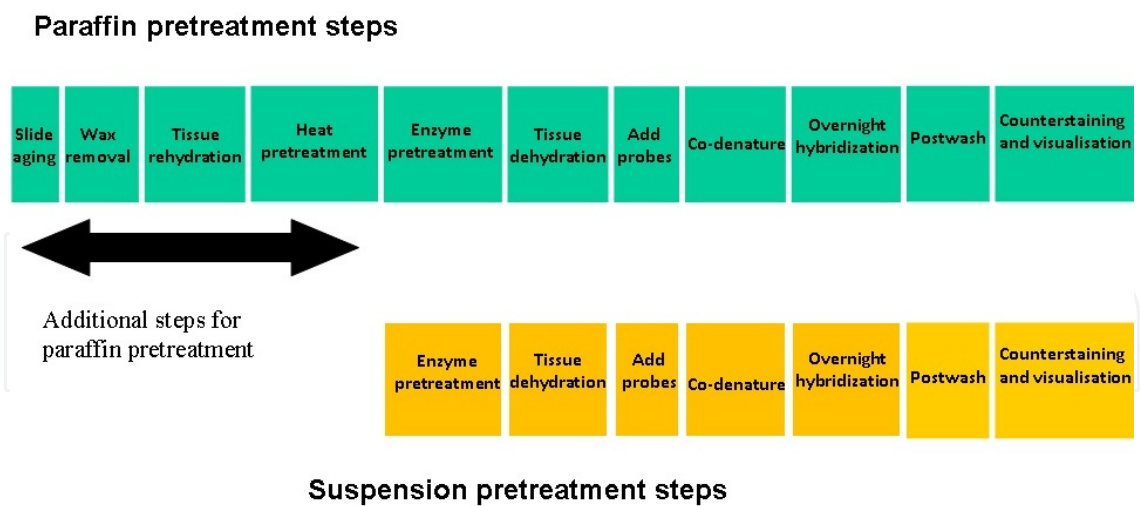 Paraffin pretreatment steps
Slide
aging
Wax
removal
Tissue
rehydration
Heat
pretreatment
Enzyme
pretreatment
Tissue
dehydration
Add
probes
Co-denature
Overnight
hybridization
Postwash
Counterstaining
and visualisation
Additional steps for
paraffin pretreatment
Enzyme
pretreatment
Tissue
dehydration
Add
probes
Co-denature
Overnight
hybridization
Postwash
Counterstaining
and visualisation
Suspension pretreatment steps